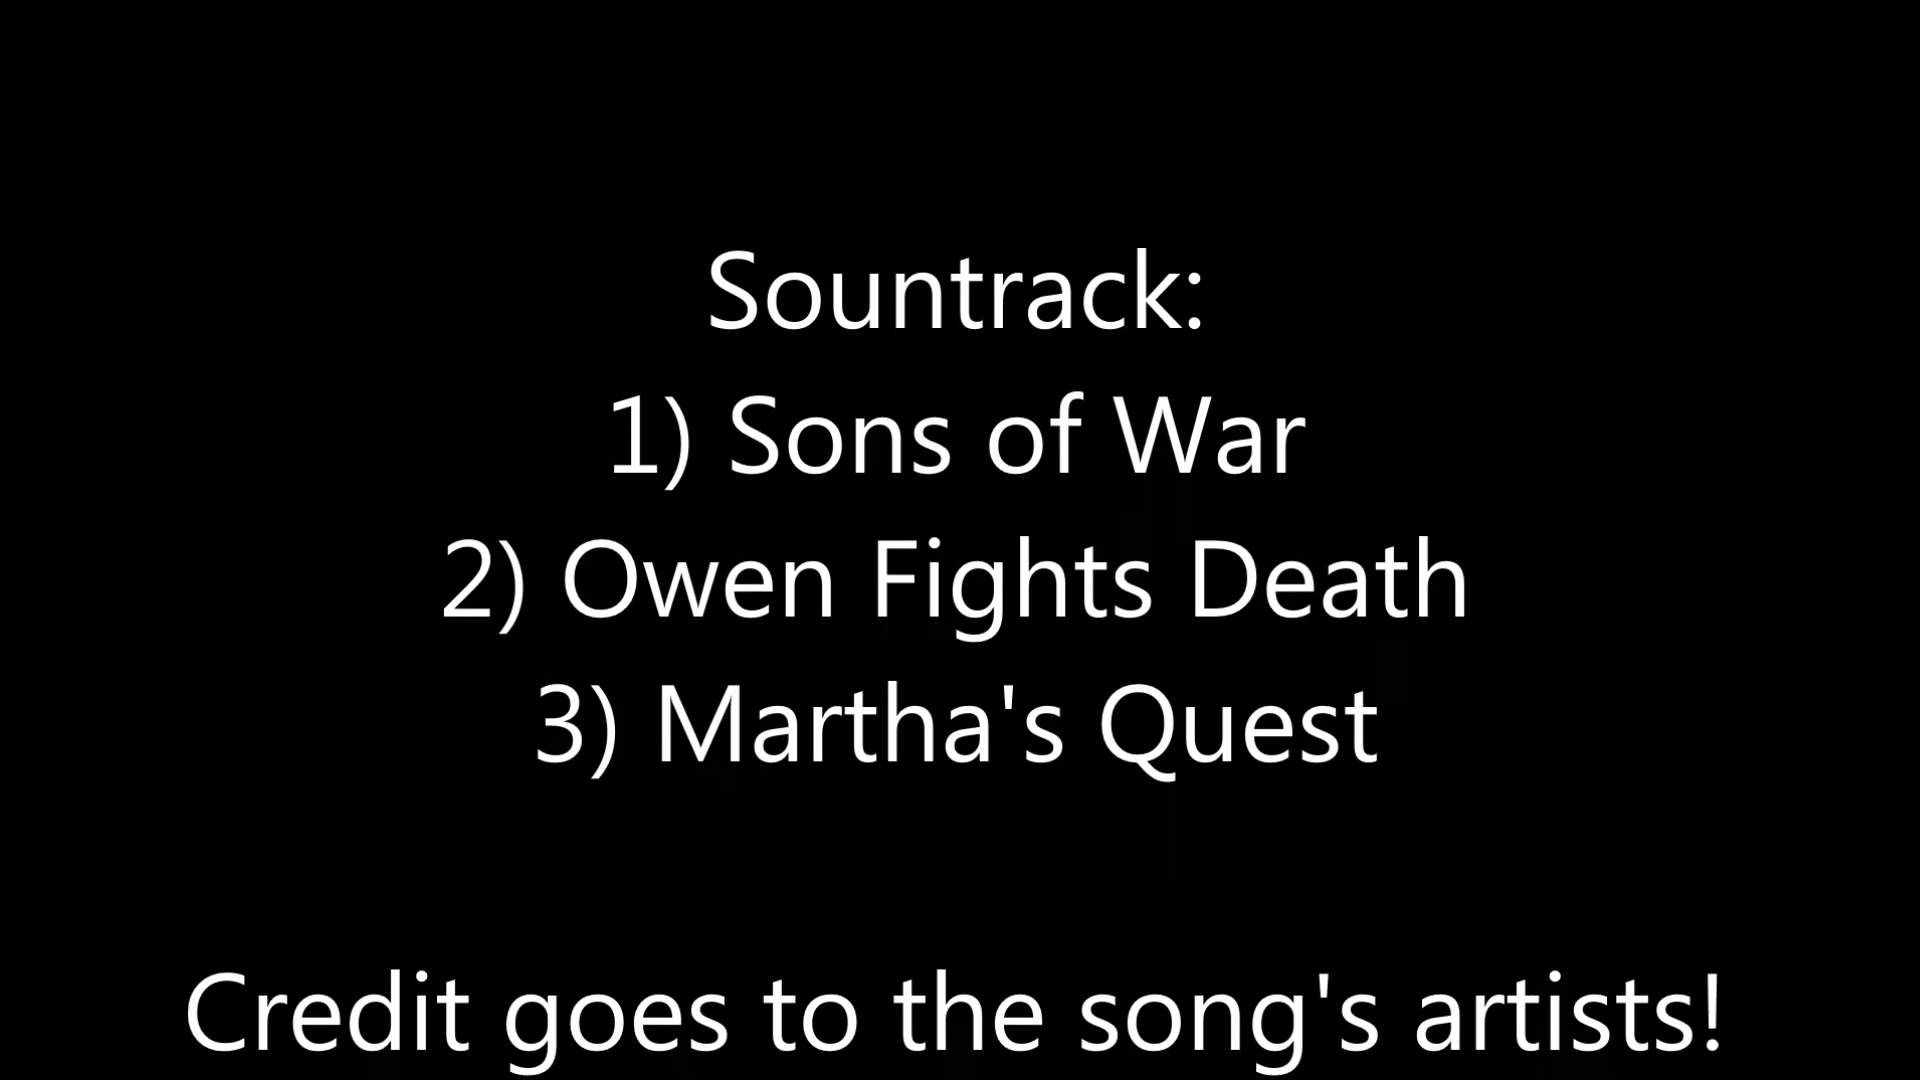 Sountrack:
1) Sons of War
2) Owen Fights Death
3) Martha's Quest
Credit goes to the song's artists!